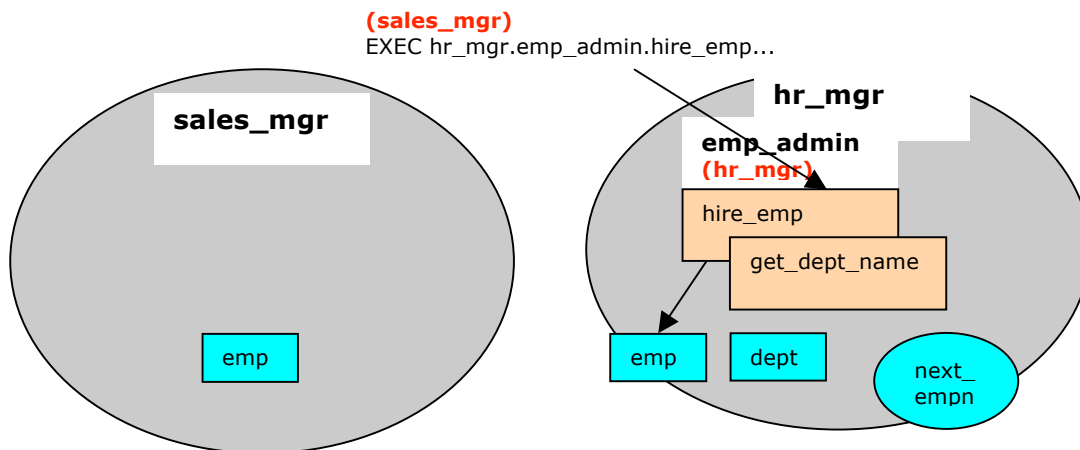 (sales_mgr)
EXEC hr_mgr.emp_admin.hire_emp...
sales_mgr
hr_mgr
emp_admin
(hr_mgr)
hire_emp
get_dept_name
emp
emp
dept
next_
empn